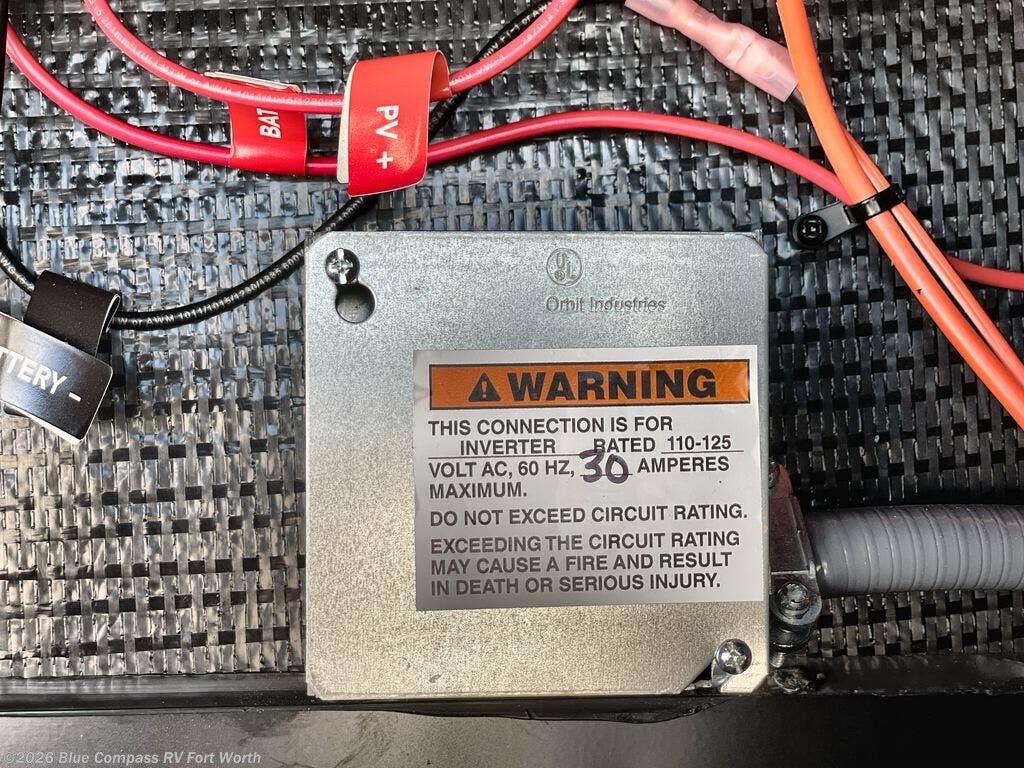 BAT
PV +
TTERY -
UL
Orbit Industries
WARNING
THIS CONNECTION IS FOR
INVERTER RATED 110-125
VOLT AC, 60 HZ, 30 AMPERES
MAXIMUM.
DO NOT EXCEED CIRCUIT RATING.
EXCEEDING THE CIRCUIT RATING
MAY CAUSE A FIRE AND RESULT
IN DEATH OR SERIOUS INJURY.
©2026 Blue Compass RV Fort Worth